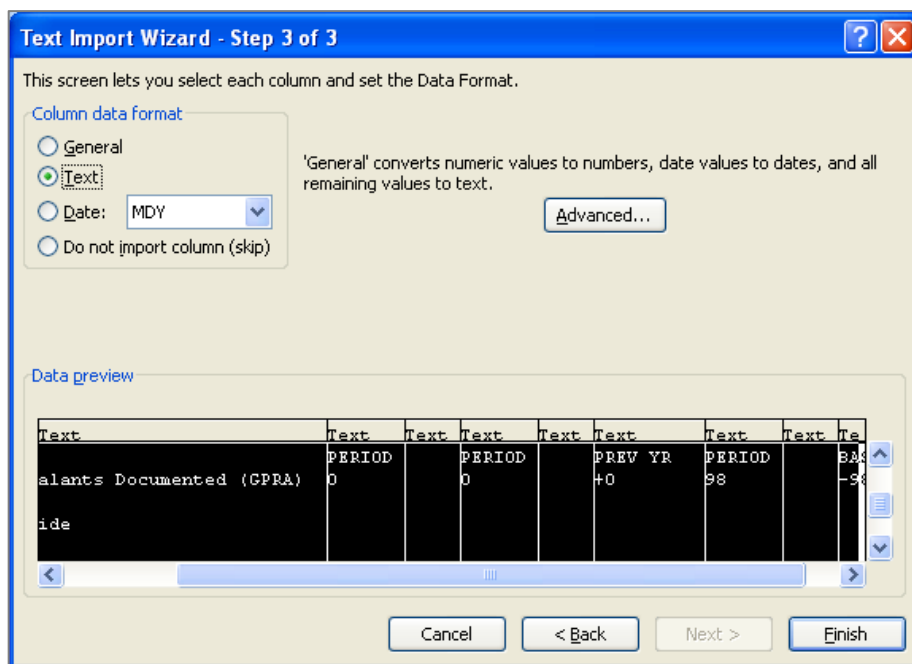 Text Import Wizard - Step 3 of 3
This screen lets you select each column and set the Data Format.
Column data format
General
Text
Date: MDY
Do not import column (skip)
'General' converts numeric values to numbers, date values to dates, and all
remaining values to text.
Advanced...
Data preview
Text Text Text Text Text Text Text Text Te
PERIOD PERIOD PREV YR PERIOD BAS
alants Documented (GPRA) 0 0 +0 98 -98
ide
Cancel < Back Next > Finish